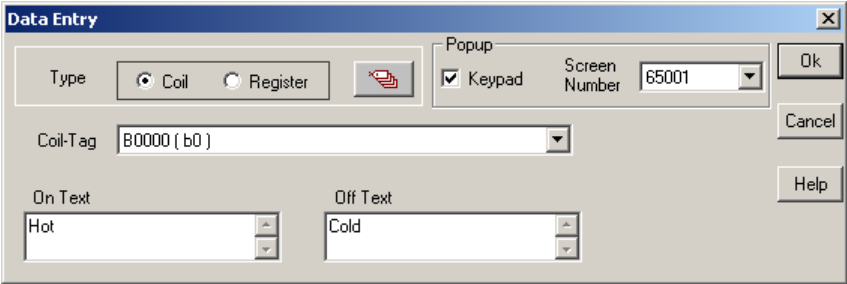 Data Entry
Type
Coil
Register
Popup
Keypad
Screen
Number
65001
Ok
Coil-Tag
B0000 ( b0 )
Cancel
On Text
Hot
Off Text
Cold
Help